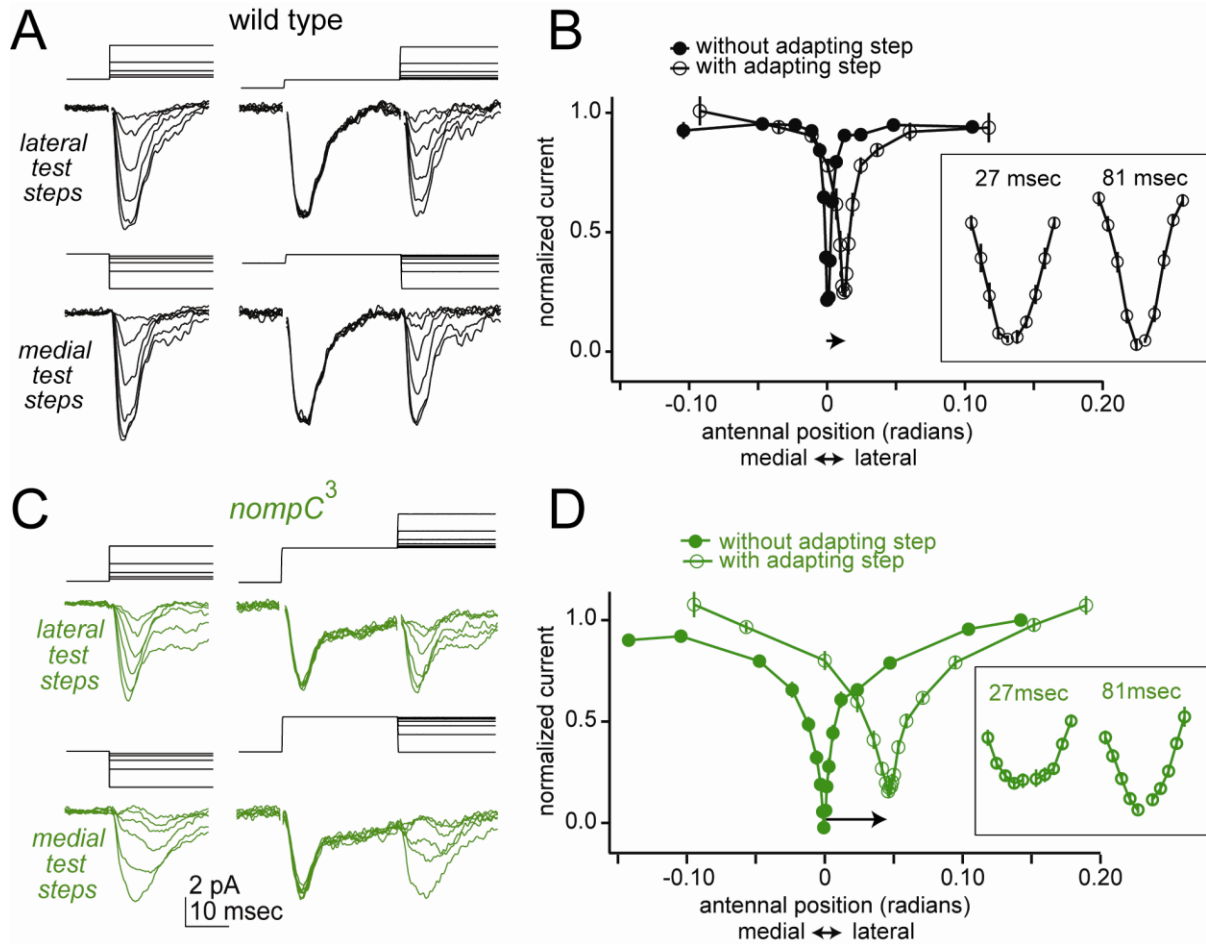 A
wild type
lateral
test
steps
medial
test
steps
B
without adapting step
with adapting step
normalized current
1.0
0.5
0.0
27 msec
81 msec
-0.10
0
0.10
0.20
antennal position (radians)
medial ↔ lateral
C
nompC³
lateral
test
steps
medial
test
steps
2 pA
10 msec
D
without adapting step
with adapting step
normalized current
1.0
0.5
0.0
27msec
81msec
-0.10
0
0.10
0.20
antennal position (radians)
medial ↔ lateral